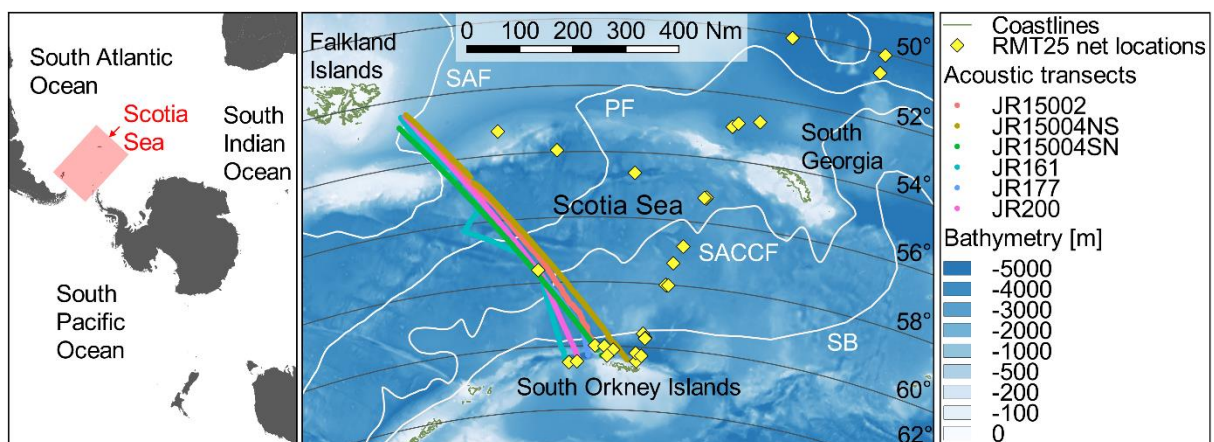 South Atlantic
Ocean
Scotia
Sea
South
Indian
Ocean
South
Pacific
Ocean
0 100 200 300 400 Nm
Falkland
Islands
SAF
PF
South
Georgia
Scotia Sea
SACCF
SB
South Orkney Islands
50°
52°
54°
56°
58°
60°
62°
Coastlines
RMT25 net locations
Acoustic transects
JR15002
JR15004NS
JR15004SN
JR161
JR177
JR200
Bathymetry [m]
-5000
-4000
-3000
-2000
-1000
-500
-200
-100
0